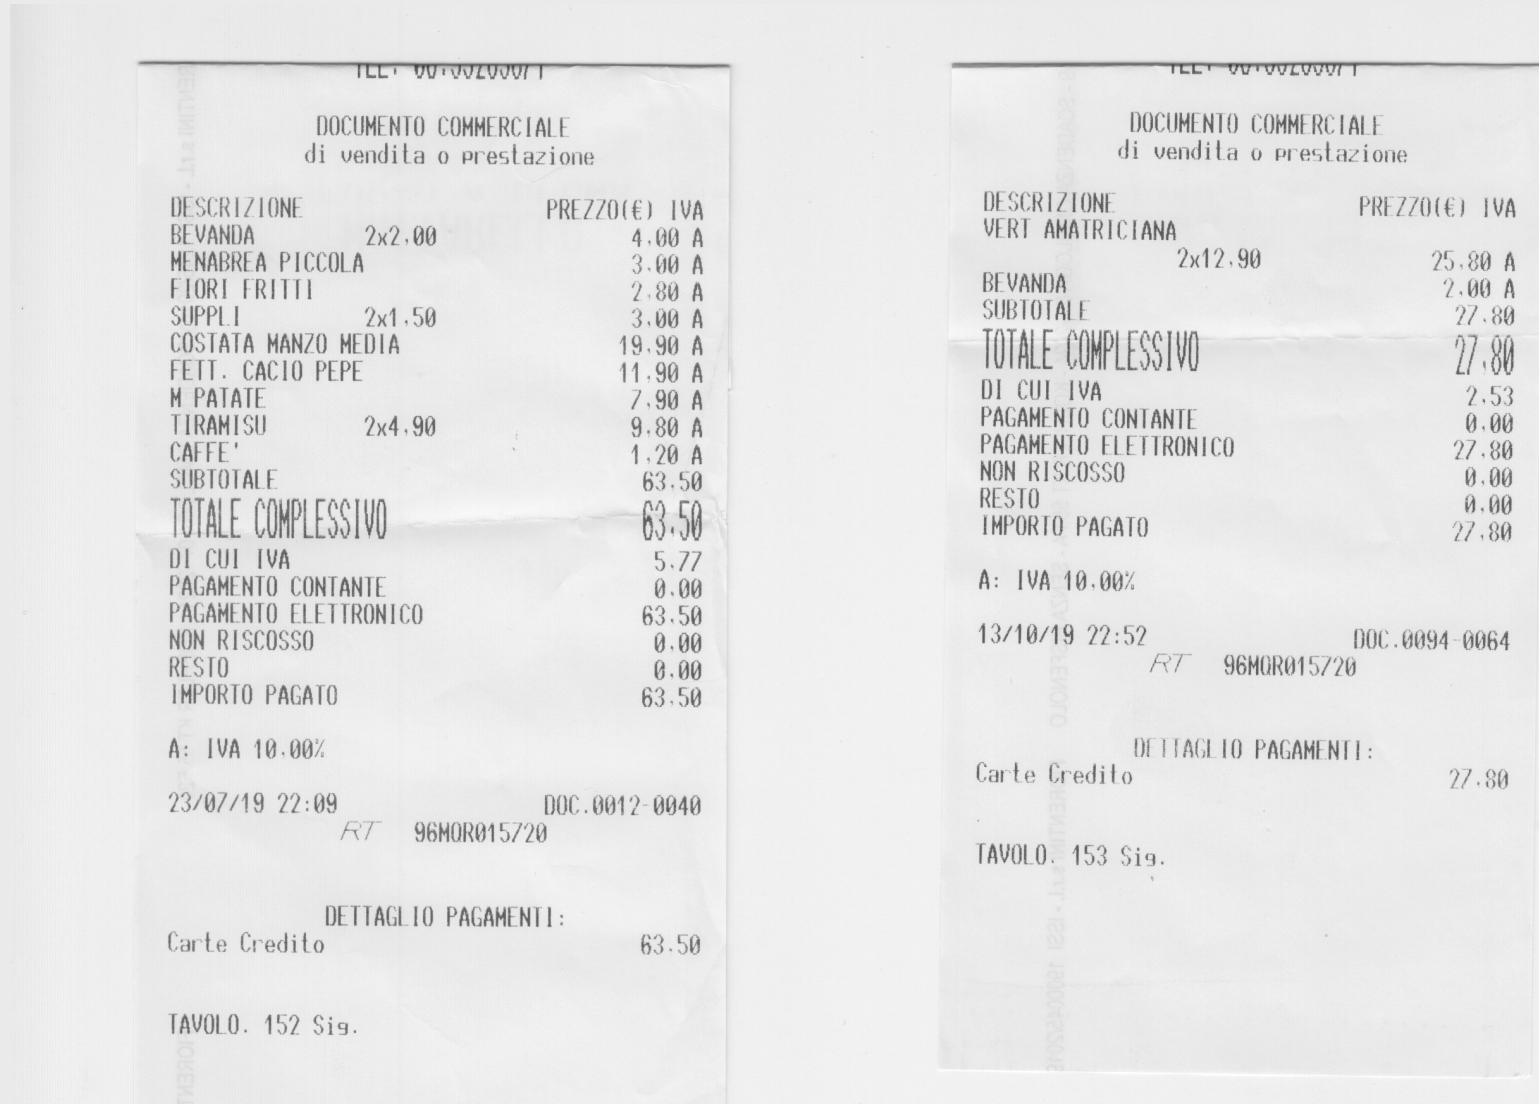 DOCUMENTO COMMERCIALE
di vendita o prestazione
DESCRIZIONE PREZZO(€) IVA
BEVANDA 2x2,00 4,00 A
MENABREA PICCOLA 3,00 A
FIORI FRITTI 2,80 A
SUPPLI 2x1,50 3,00 A
COSTATA MANZO MEDIA 19,90 A
FETT. CACIO PEPE 11,90 A
M PATATE 7,90 A
TIRAMISU 2x4,90 9,80 A
CAFFE' 1,20 A
SUBTOTALE 63,50
TOTALE COMPLESSIVO 63,50
DI CUI IVA 5,77
PAGAMENTO CONTANTE 0,00
PAGAMENTO ELETTRONICO 63,50
NON RISCOSSO 0,00
RESTO 0,00
IMPORTO PAGATO 63,50
A: IVA 10,00%
23/07/19 22:09 DOC.0012-0040
RT 96MQR015720
DETTAGLIO PAGAMENTI:
Carte Credito 63,50
TAVOLO. 152 Sig.
DOCUMENTO COMMERCIALE
di vendita o prestazione
DESCRIZIONE PREZZO(€) IVA
VERT AMATRICIANA
2x12,90 25,80 A
BEVANDA 2,00 A
SUBTOTALE 27,80
TOTALE COMPLESSIVO 27,80
DI CUI IVA 2,53
PAGAMENTO CONTANTE 0,00
PAGAMENTO ELETTRONICO 27,80
NON RISCOSSO 0,00
RESTO 0,00
IMPORTO PAGATO 27,80
A: IVA 10,00%
13/10/19 22:52 DOC.0094-0064
RT 96MQR015720
DETTAGLIO PAGAMENTI:
Carte Credito 27,80
TAVOLO. 153 Sig.